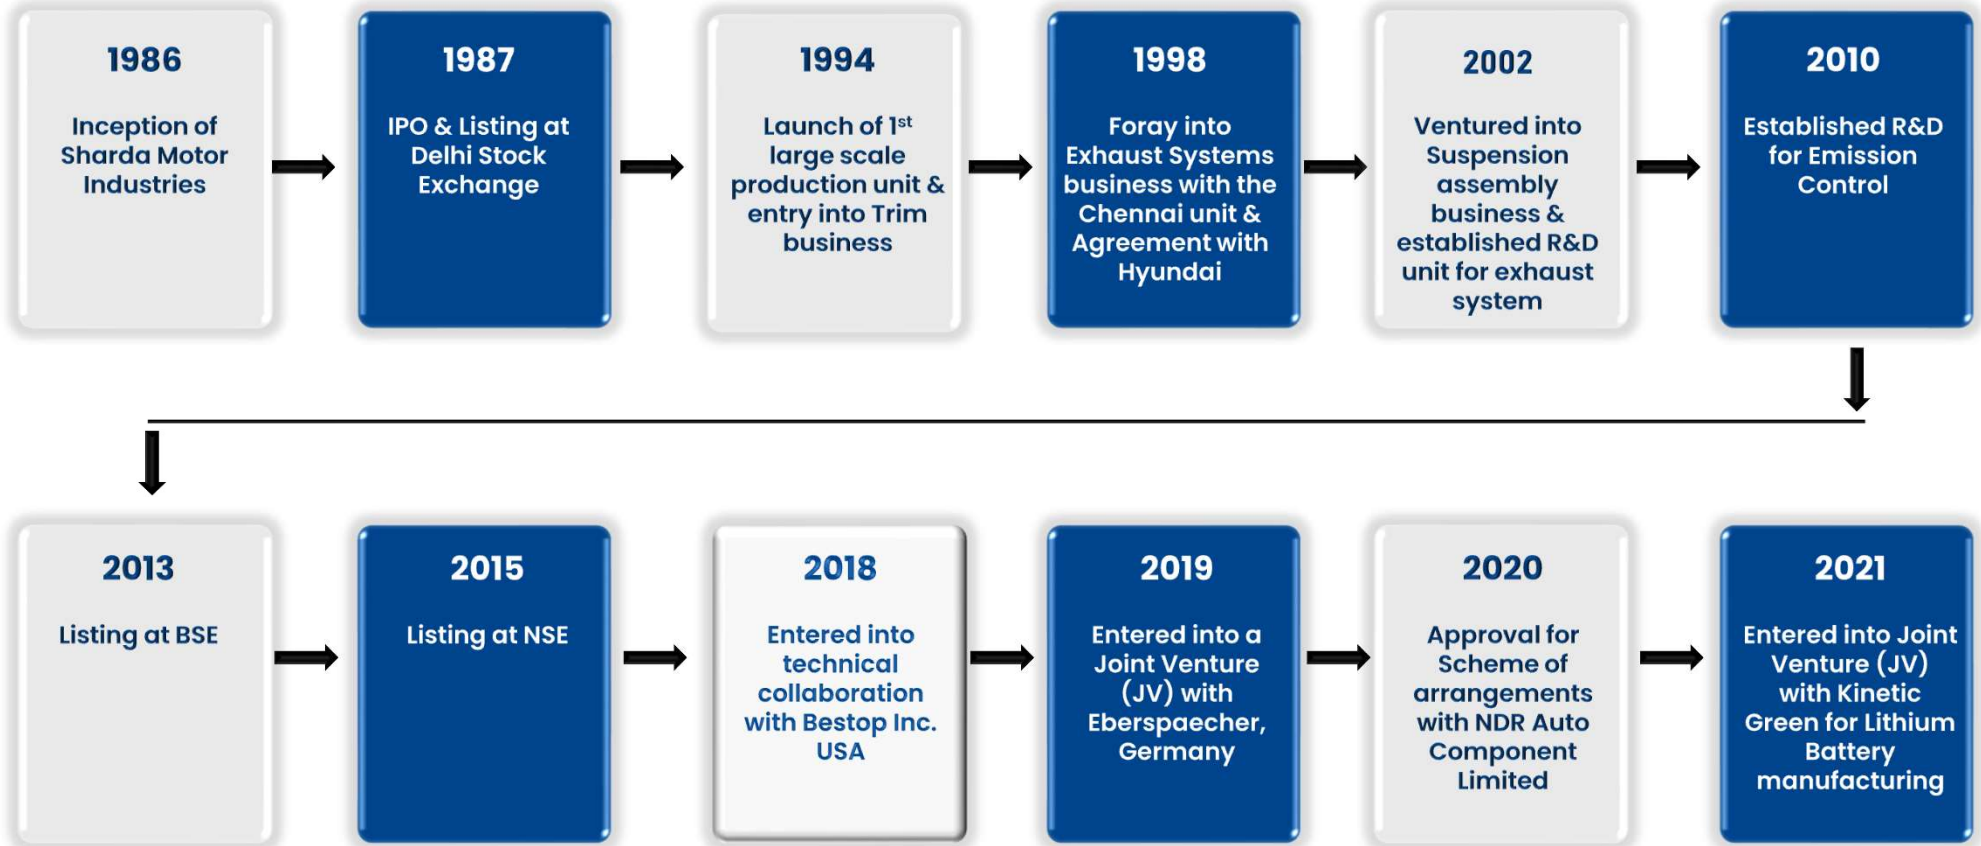 1986
Inception of
Sharda Motor
Industries
1987
IPO & Listing at
Delhi Stock
Exchange
1994
Launch of 1st
large scale
production unit &
entry into Trim
business
1998
Foray into
Exhaust Systems
business with the
Chennai unit &
Agreement with
Hyundai
2002
Ventured into
Suspension
assembly
business &
established R&D
unit for exhaust
system
2010
Established R&D
for Emission
Control
2013
Listing at BSE
2015
Listing at NSE
2018
Entered into
technical
collaboration
with Bestop Inc.
USA
2019
Entered into a
Joint Venture
(JV) with
Eberspaecher,
Germany
2020
Approval for
Scheme of
arrangements
with NDR Auto
Component
Limited
2021
Entered into Joint
Venture (JV)
with Kinetic
Green for Lithium
Battery
manufacturing